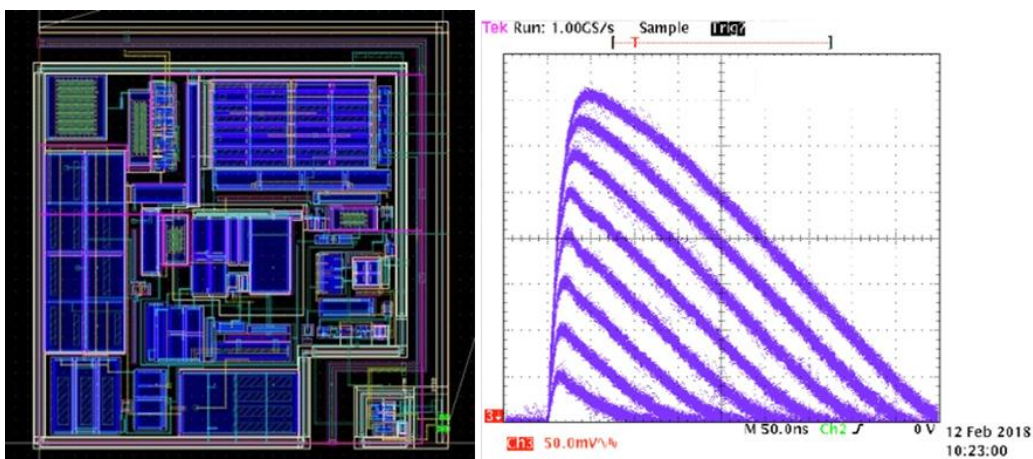 Tek Run: 1.00GS/s Sample Trig?
T
3
M 50.0ns Ch2 0 V
Ch3 50.0mV
12 Feb 2018
10:23:00